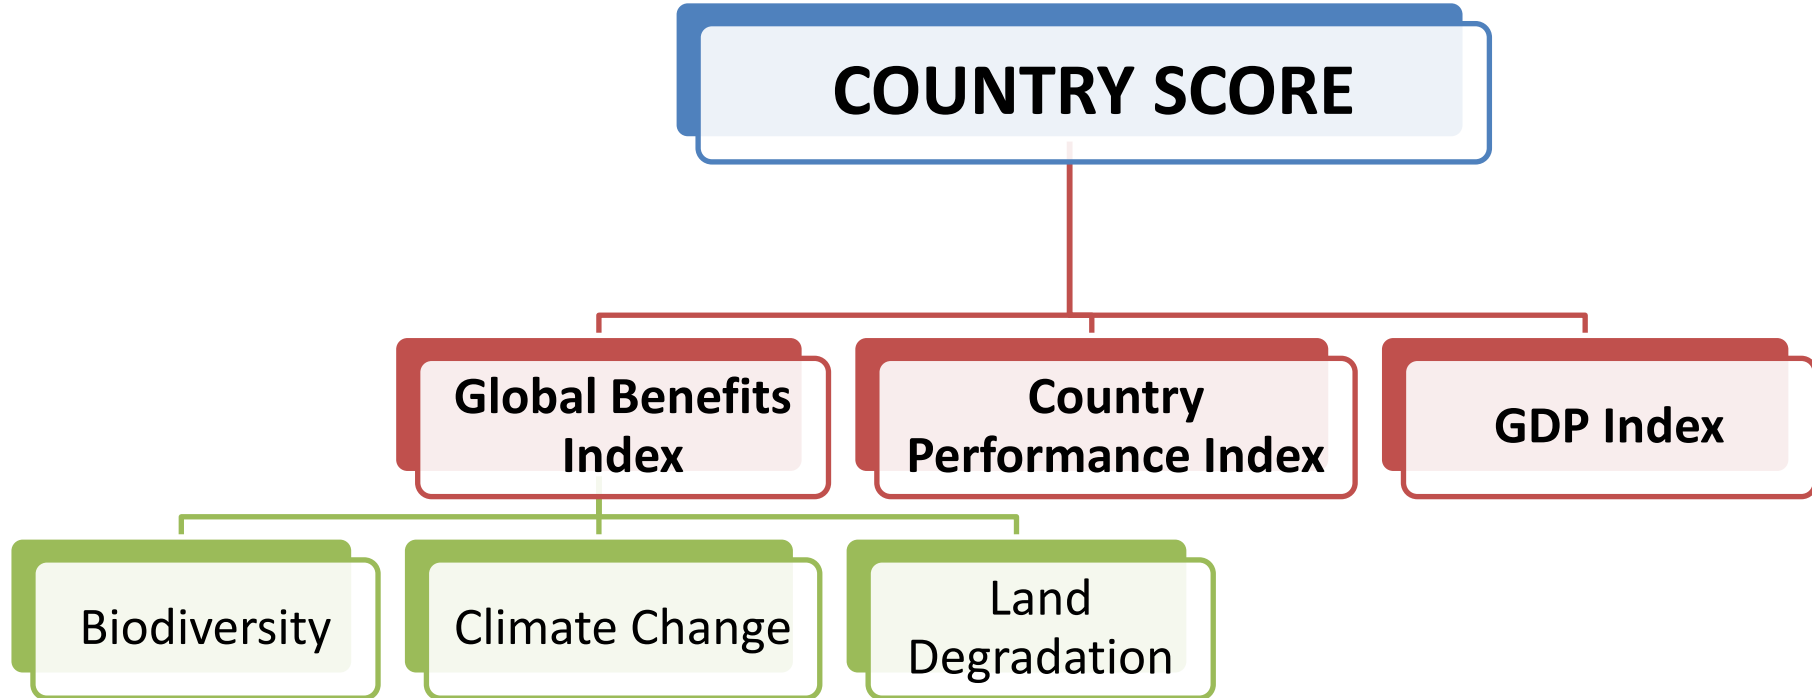 COUNTRY SCORE
Global Benefits
Index
Country
Performance Index
GDP Index
Biodiversity
Climate Change
Land
Degradation